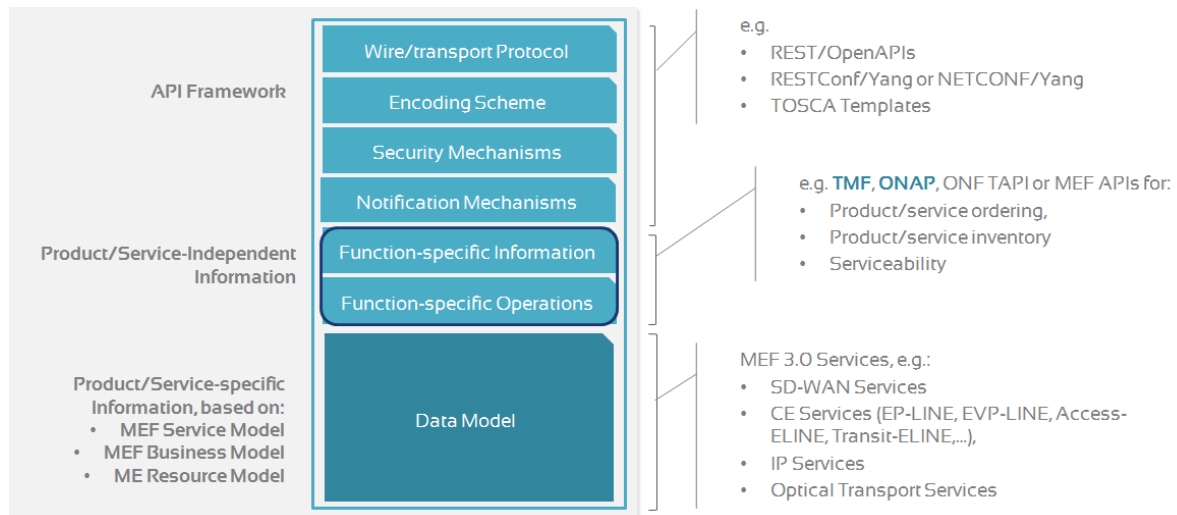 API Framework
Wire/transport Protocol
Encoding Scheme
Security Mechanisms
Notification Mechanisms
e.g.
• REST/OpenAPIs
• RESTConf/Yang or NETCONF/Yang
• TOSCA Templates
Product/Service-Independent
Information
Function-specific Information
Function-specific Operations
e.g. TMF, ONAP, ONF TAPI or MEF APIs for:
• Product/service ordering,
• Product/service inventory
• Serviceability
Product/Service-specific
Information, based on:
• MEF Service Model
• MEF Business Model
• ME Resource Model
Data Model
MEF 3.0 Services, e.g.:
• SD-WAN Services
• CE Services (EP-LINE, EVP-LINE, Access-
ELINE, Transit-ELINE,...),
• IP Services
• Optical Transport Services